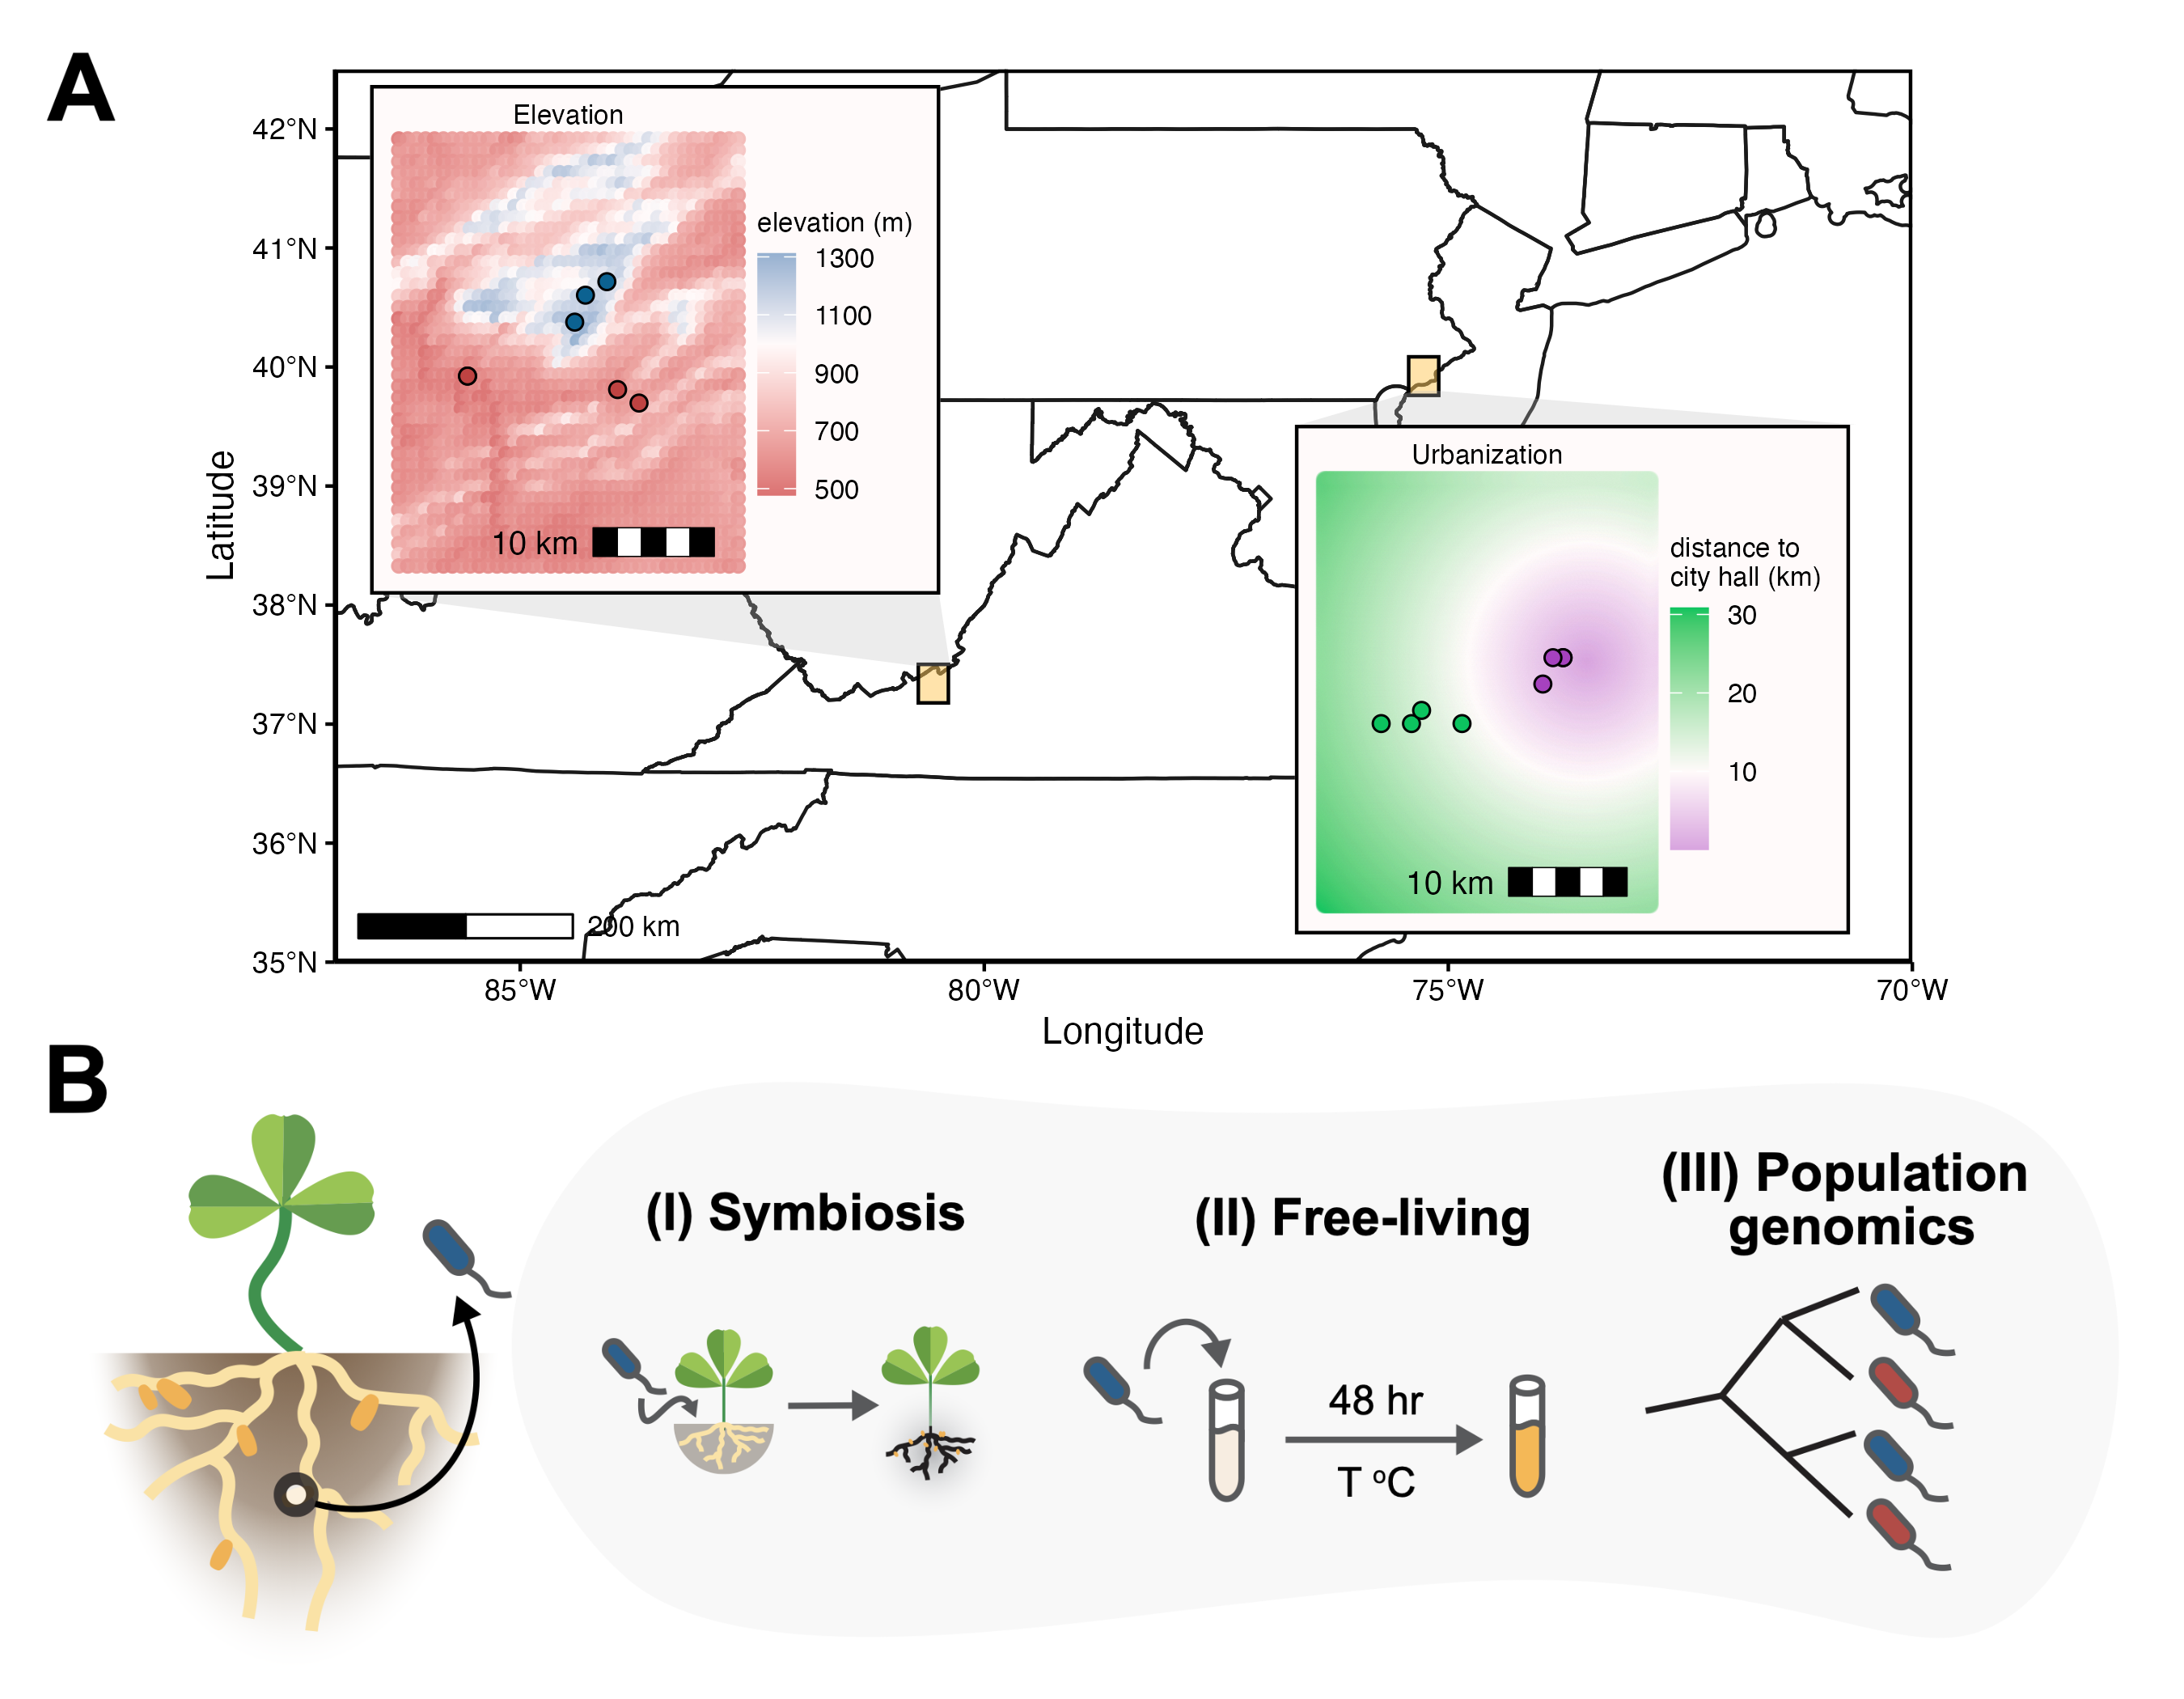 A
42°N
41°N
40°N
39°N
38°N
37°N
36°N
35°N
Latitude
85°W
80°W
75°W
70°W
Longitude
200 km
Elevation
elevation (m)
1300
1100
900
700
500
10 km
Urbanization
distance to
city hall (km)
30
20
10
10 km
B
(I) Symbiosis
(II) Free-living
48 hr
T °C
(III) Population
genomics